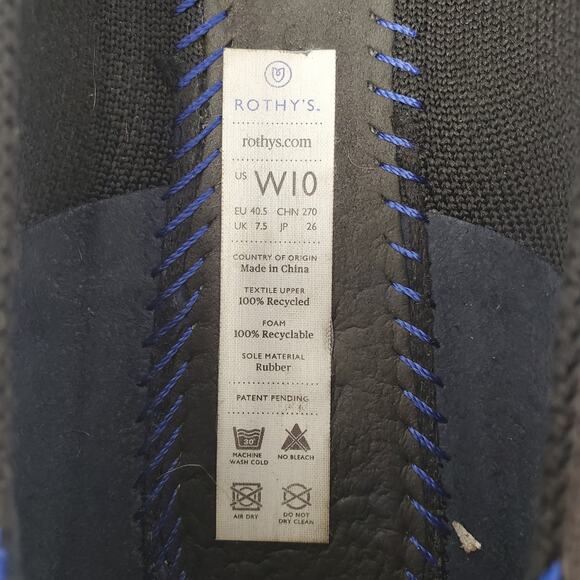 ROTHY'S™
rothys.com
US W10
EU 40.5 CHN 270
UK 7.5 JP 26
COUNTRY OF ORIGIN
Made in China
TEXTILE UPPER
100% Recycled
FOAM
100% Recyclable
SOLE MATERIAL
Rubber
PATENT PENDING
30°
MACHINE WASH COLD
NO BLEACH
AIR DRY
DO NOT DRY CLEAN